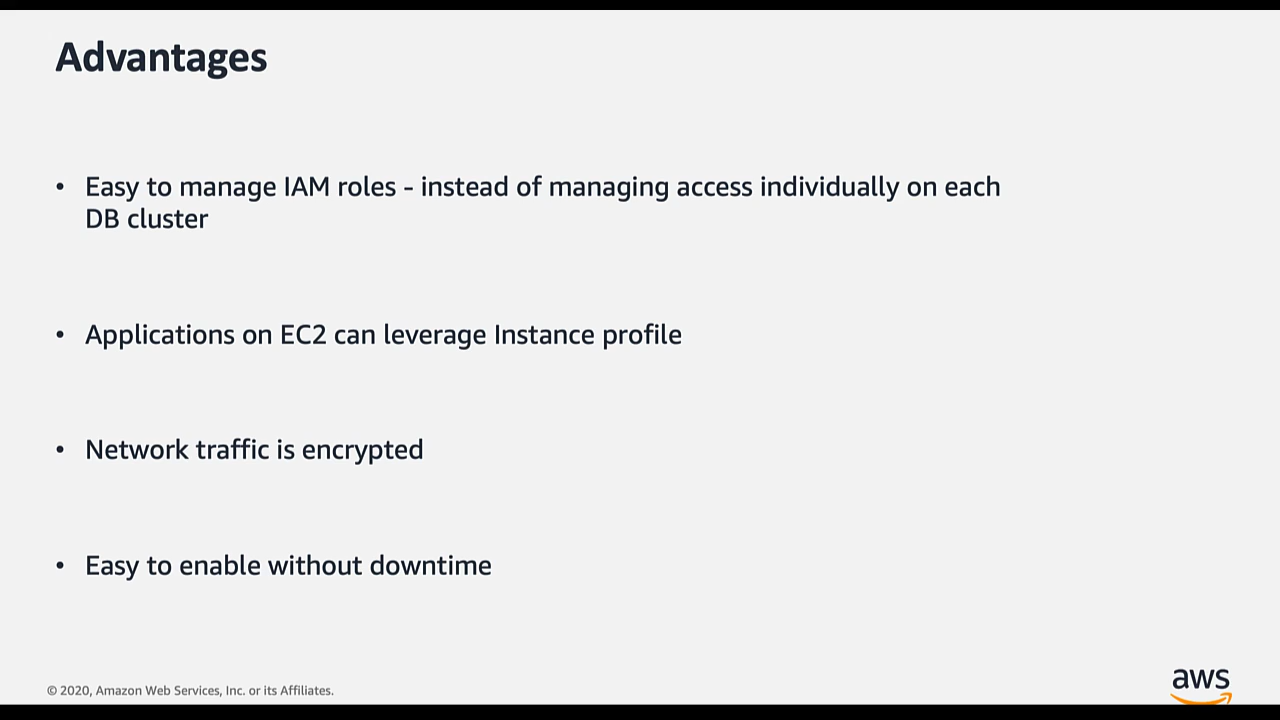 Advantages
• Easy to manage IAM roles - instead of managing access individually on each
DB cluster
• Applications on EC2 can leverage Instance profile
• Network traffic is encrypted
• Easy to enable without downtime
© 2020, Amazon Web Services, Inc. or its Affiliates.
aws